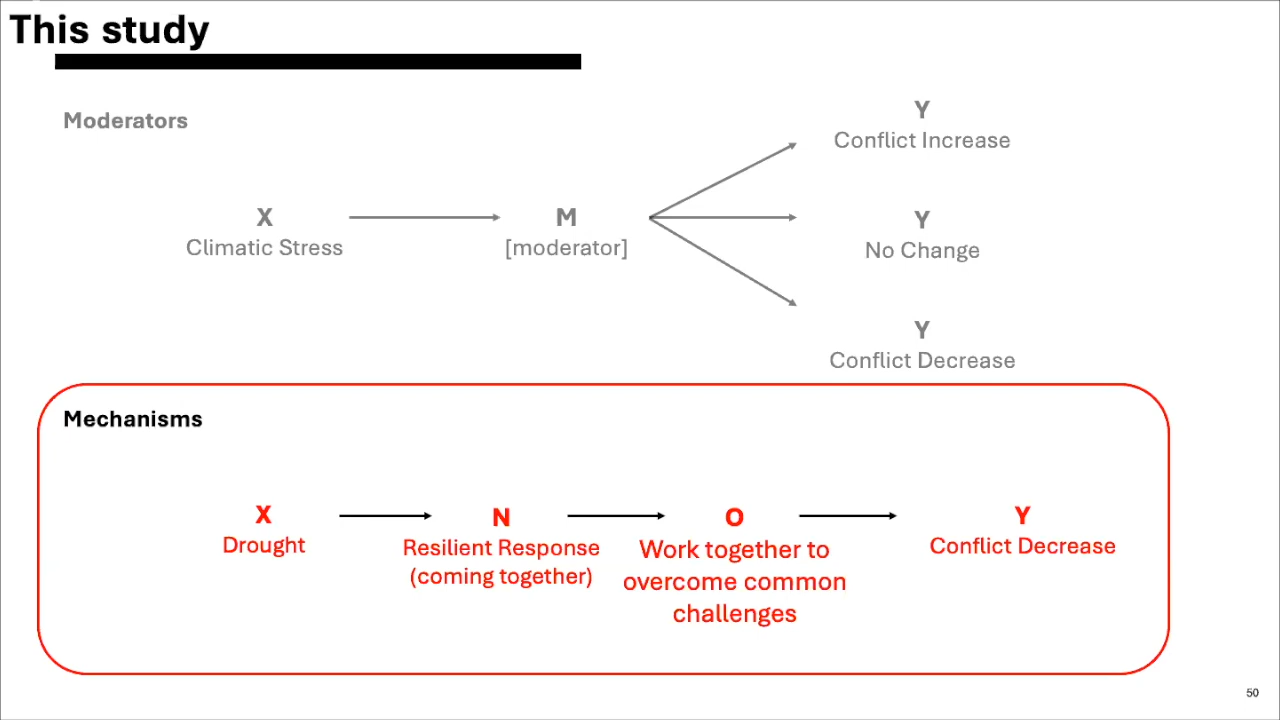 This study
Moderators
Y
Conflict Increase
X
Climatic Stress
M
[moderator]
Y
No Change
Y
Conflict Decrease
Mechanisms
X
Drought
N
Resilient Response
(coming together)
O
Work together to
overcome common
challenges
Y
Conflict Decrease
50